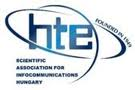 hte
FOUNDED IN 1949
SCIENTIFIC
ASSOCIATION FOR
INFOCOMMUNICATIONS
HUNGARY